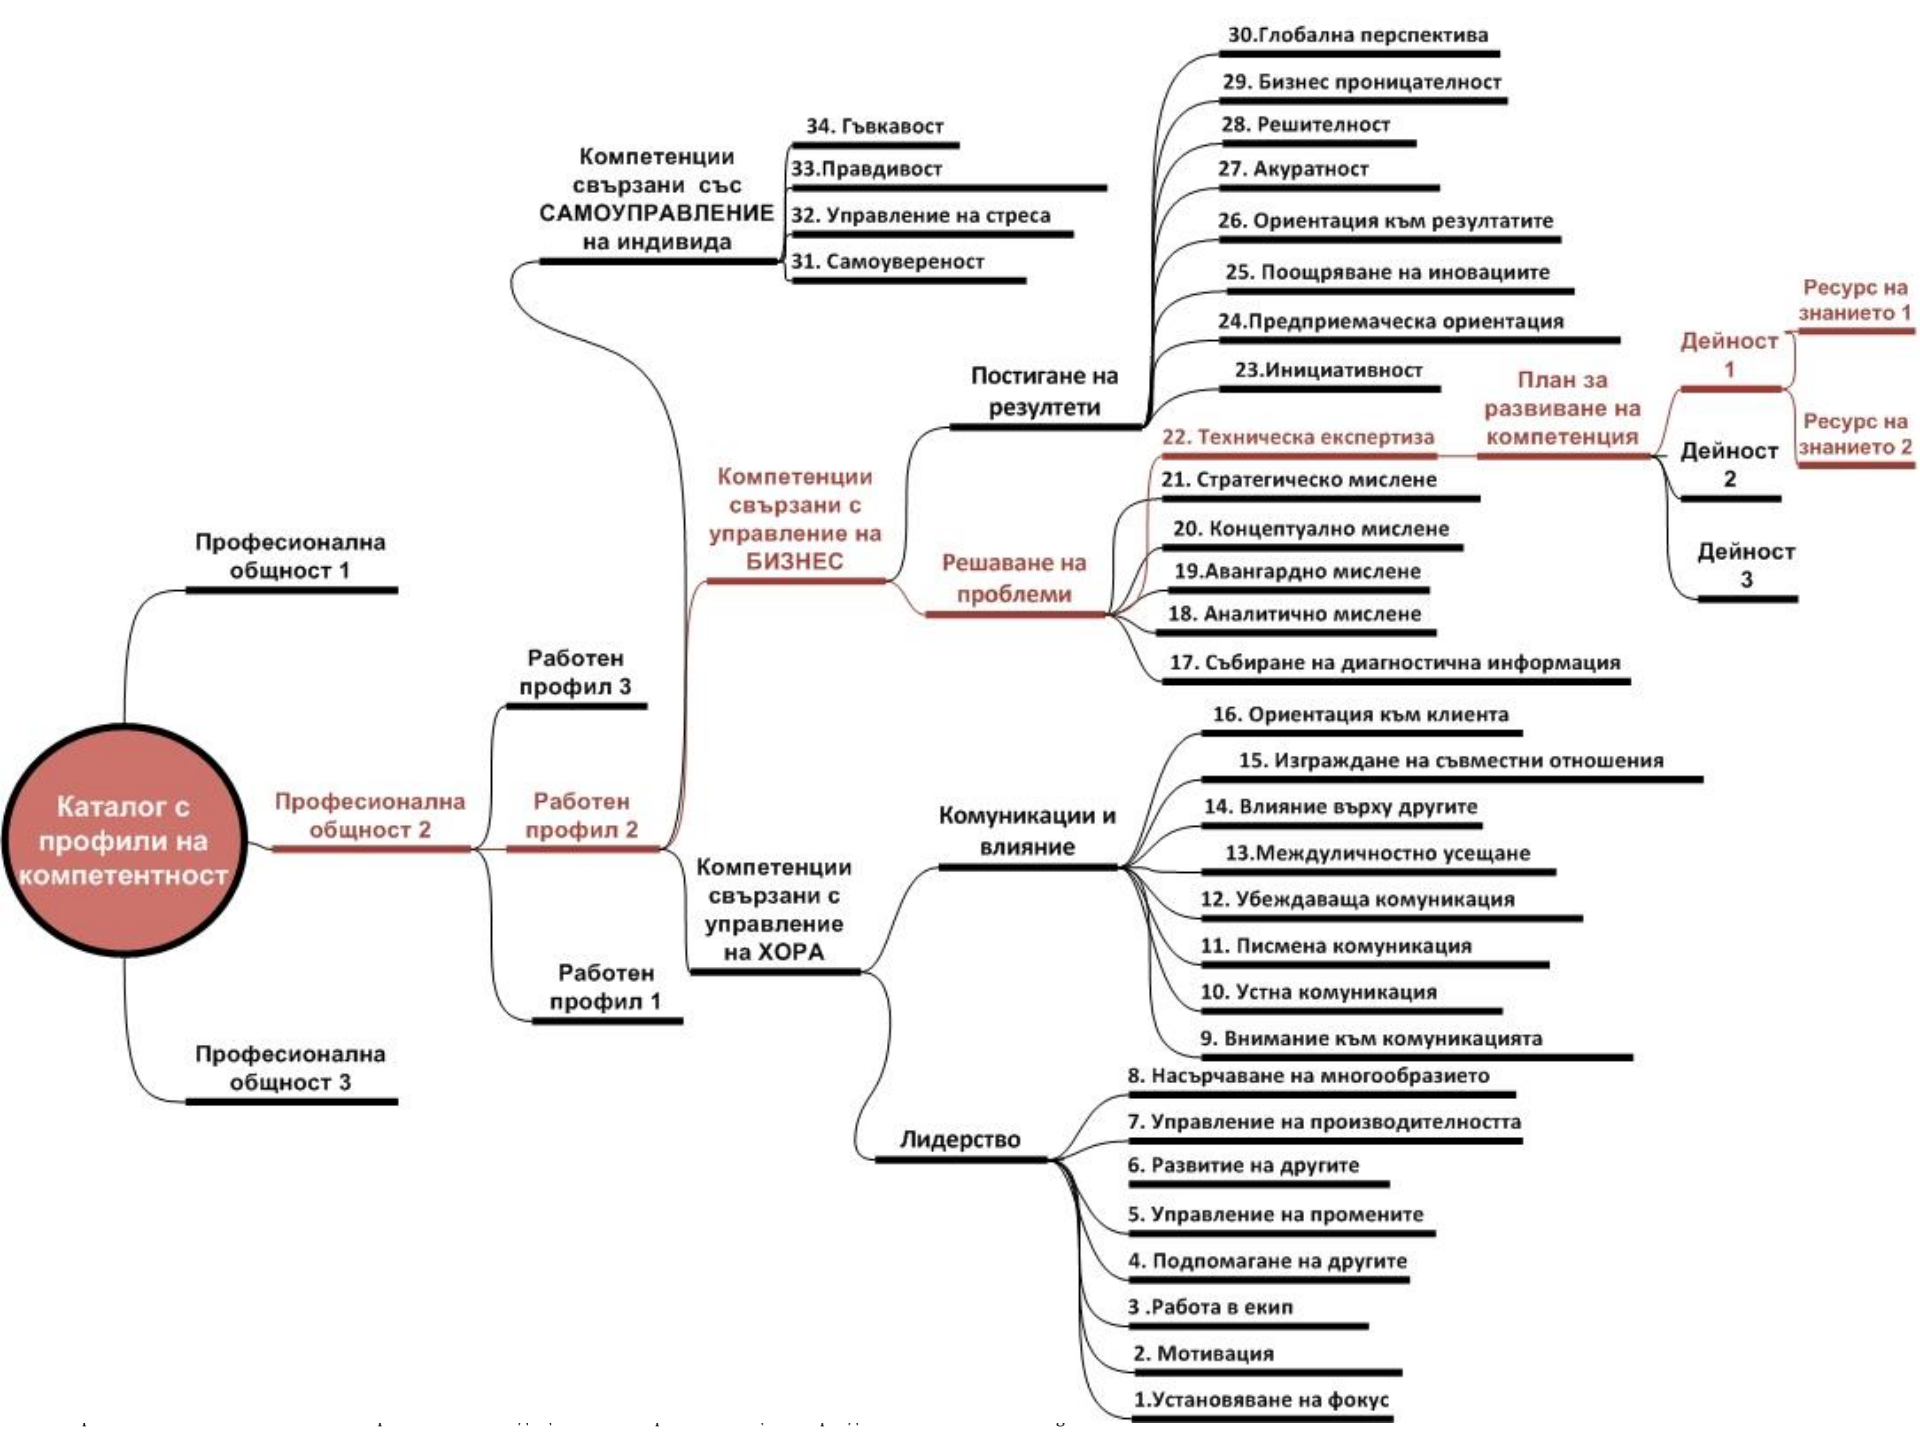 Каталог с
профили на
компетентност
Професионална
общност 1
Професионална
общност 2
Професионална
общност 3
Работен
профил 3
Работен
профил 2
Работен
профил 1
Компетенции
свързани със
САМОУПРАВЛЕНИЕ
на индивида
34. Гъвкавост
33.Правдивост
32. Управление на стреса
31. Самоувереност
Компетенции
свързани с
управление на
БИЗНЕС
Постигане на
резултети
30.Глобална перспектива
29. Бизнес проницателност
28. Решителност
27. Акуратност
26. Ориентация към резултатите
25. Поощряване на иновациите
24.Предприемаческа ориентация
23.Инициативност
Решаване на
проблеми
22. Техническа експертиза
21. Стратегическо мислене
20. Концептуално мислене
19.Авангардно мислене
18. Аналитично мислене
17. Събиране на диагностична информация
План за
развиване на
компетенция
Дейност
1
Дейност
2
Дейност
3
Ресурс на
знанието 1
Ресурс на
знанието 2
Компетенции
свързани с
управление
на ХОРА
Комуникации и
влияние
16. Ориентация към клиента
15. Изграждане на съвместни отношения
14. Влияние върху другите
13.Междуличностно усещане
12. Убеждаваща комуникация
11. Писмена комуникация
10. Устна комуникация
9. Внимание към комуникацията
Лидерство
8. Насърчаване на многообразието
7. Управление на производителността
6. Развитие на другите
5. Управление на промените
4. Подпомагане на другите
3 .Работа в екип
2. Мотивация
1.Установяване на фокус